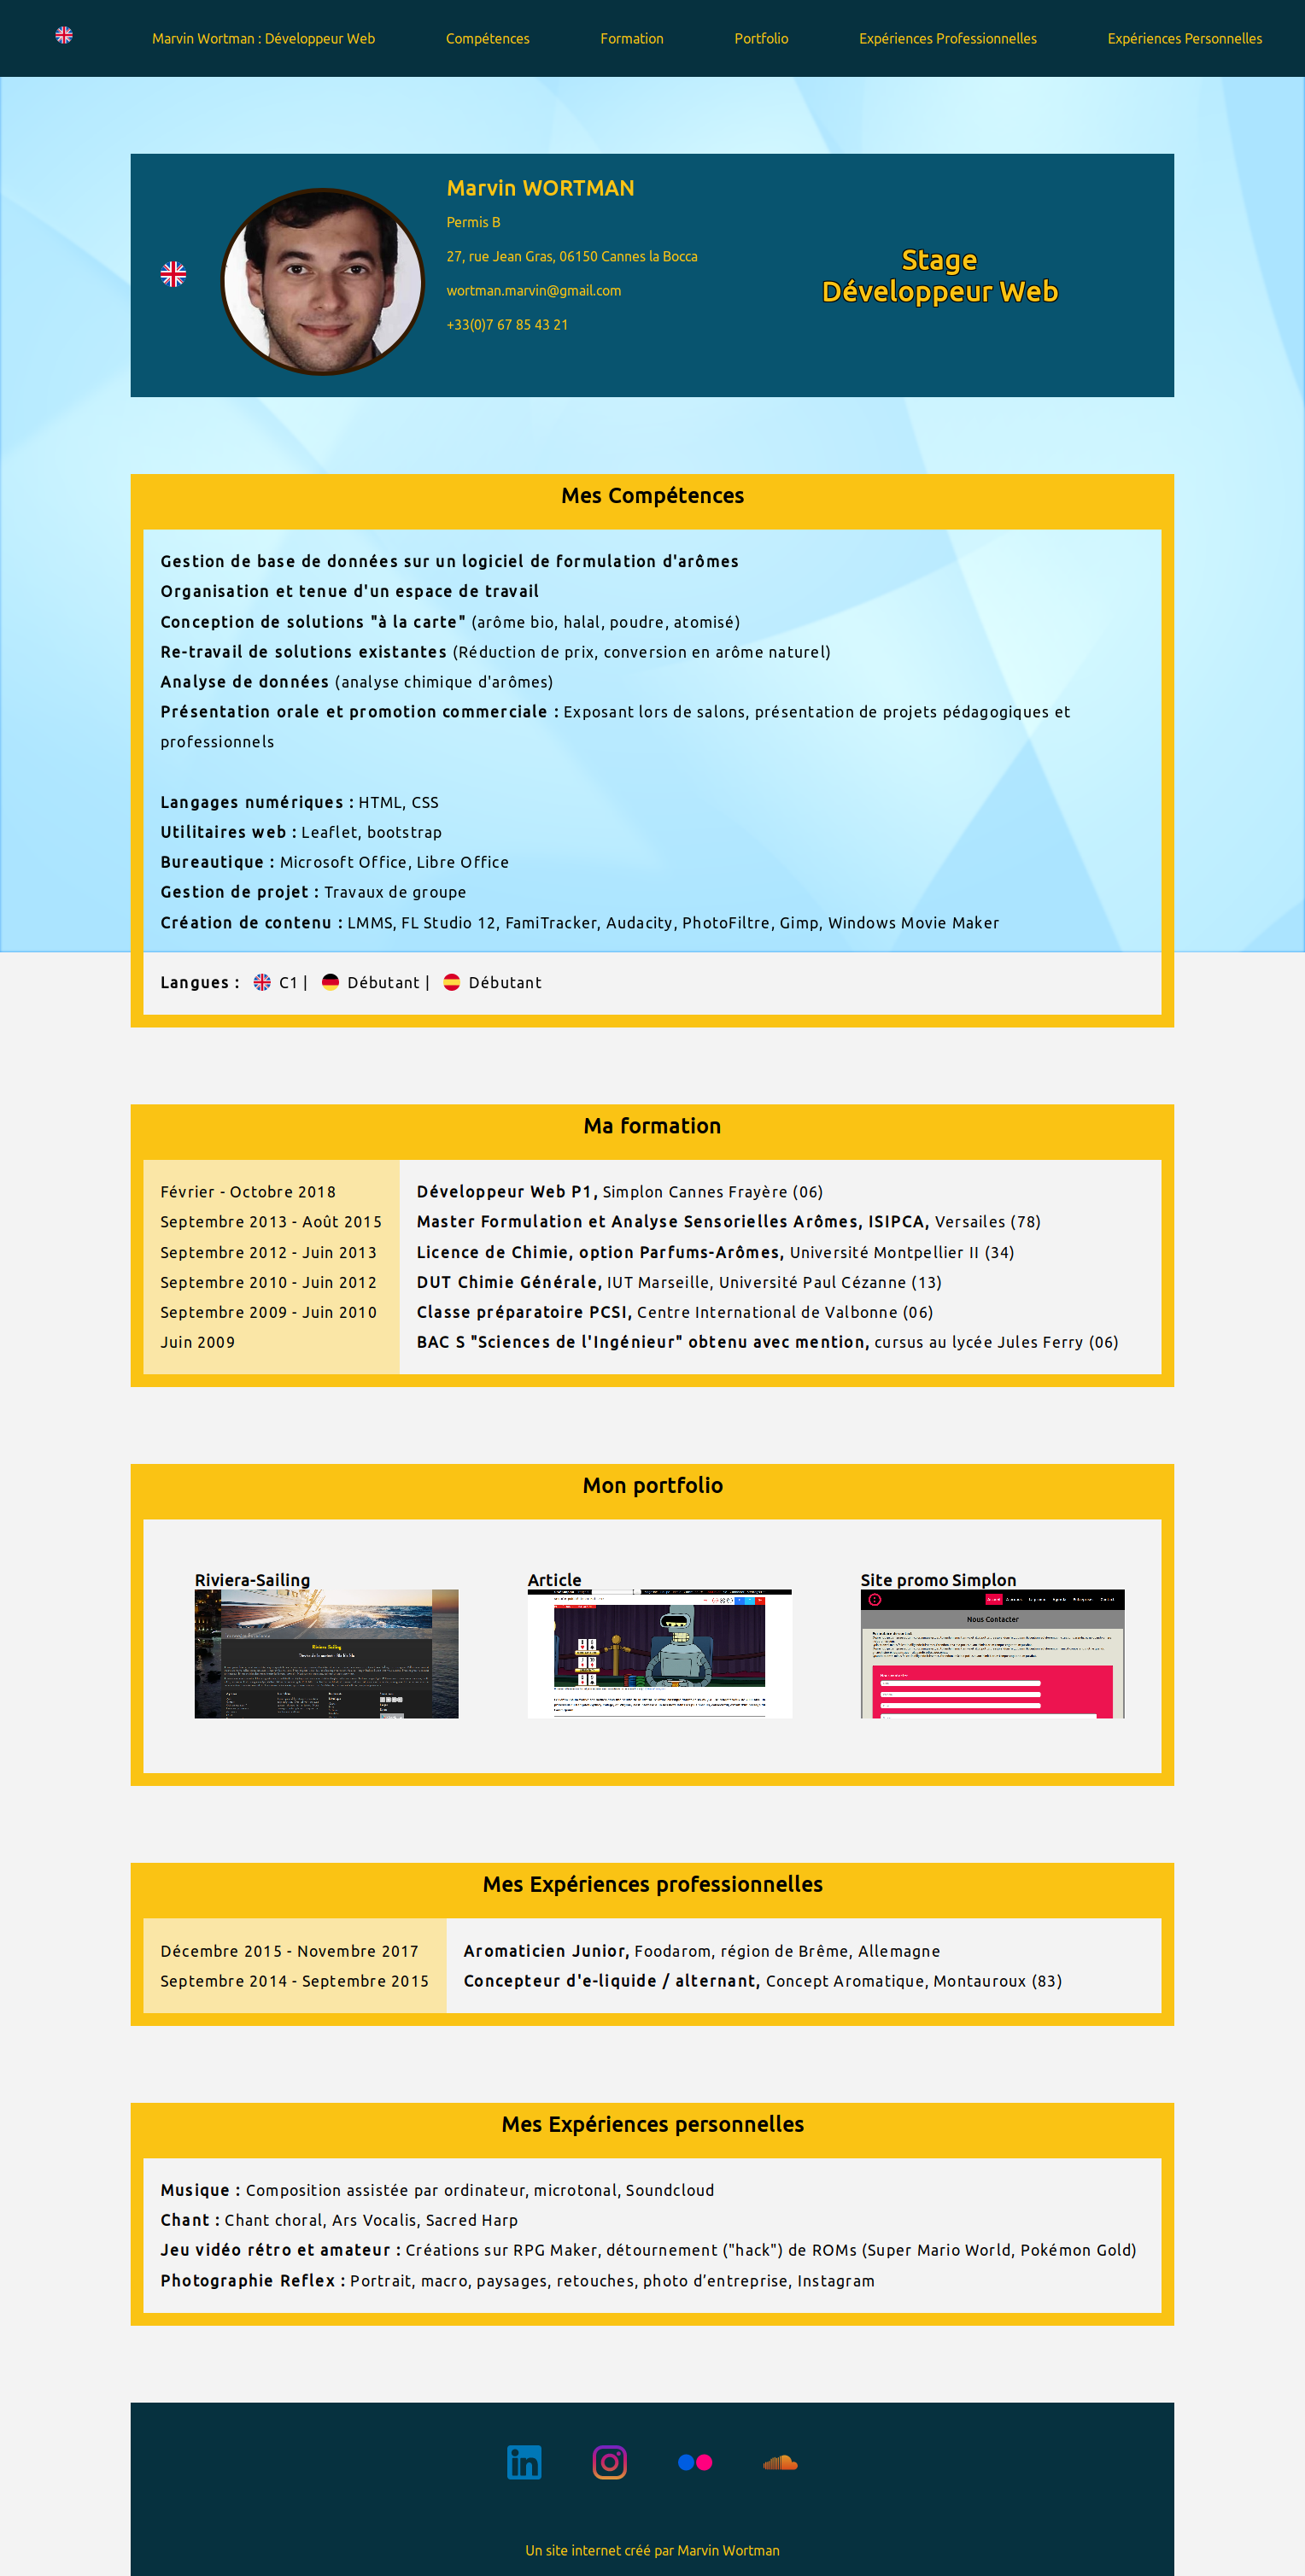 Marvin Wortman : Développeur Web Compétences Formation Portfolio Expériences Professionnelles Expériences Personnelles
Marvin WORTMAN
Permis B
27, rue Jean Gras, 06150 Cannes la Bocca
wortman.marvin@gmail.com
+33(0)7 67 85 43 21
Stage
Développeur Web
Mes Compétences
Gestion de base de données sur un logiciel de formulation d'arômes
Organisation et tenue d'un espace de travail
Conception de solutions "à la carte" (arôme bio, halal, poudre, atomisé)
Re-travail de solutions existantes (Réduction de prix, conversion en arôme naturel)
Analyse de données (analyse chimique d'arômes)
Présentation orale et promotion commerciale : Exposant lors de salons, présentation de projets pédagogiques et
professionnels
Langages numériques : HTML, CSS
Utilitaires web : Leaflet, bootstrap
Bureautique : Microsoft Office, Libre Office
Gestion de projet : Travaux de groupe
Création de contenu : LMMS, FL Studio 12, FamiTracker, Audacity, PhotoFiltre, Gimp, Windows Movie Maker
Langues : C1 | Débutant | Débutant
Ma formation
Février - Octobre 2018 Développeur Web P1, Simplon Cannes Frayère (06)
Septembre 2013 - Août 2015 Master Formulation et Analyse Sensorielles Arômes, ISIPCA, Versailes (78)
Septembre 2012 - Juin 2013 Licence de Chimie, option Parfums-Arômes, Université Montpellier II (34)
Septembre 2010 - Juin 2012 DUT Chimie Générale, IUT Marseille, Université Paul Cézanne (13)
Septembre 2009 - Juin 2010 Classe préparatoire PCSI, Centre International de Valbonne (06)
Juin 2009 BAC S "Sciences de l'Ingénieur" obtenu avec mention, cursus au lycée Jules Ferry (06)
Mon portfolio
Riviera-Sailing Article Site promo Simplon
Riviera Sailing
Nous Contacter
Mes Expériences professionnelles
Décembre 2015 - Novembre 2017 Aromaticien Junior, Foodarom, région de Brême, Allemagne
Septembre 2014 - Septembre 2015 Concepteur d'e-liquide / alternant, Concept Aromatique, Montauroux (83)
Mes Expériences personnelles
Musique : Composition assistée par ordinateur, microtonal, Soundcloud
Chant : Chant choral, Ars Vocalis, Sacred Harp
Jeu vidéo rétro et amateur : Créations sur RPG Maker, détournement ("hack") de ROMs (Super Mario World, Pokémon Gold)
Photographie Reflex : Portrait, macro, paysages, retouches, photo d’entreprise, Instagram
in
Un site internet créé par Marvin Wortman